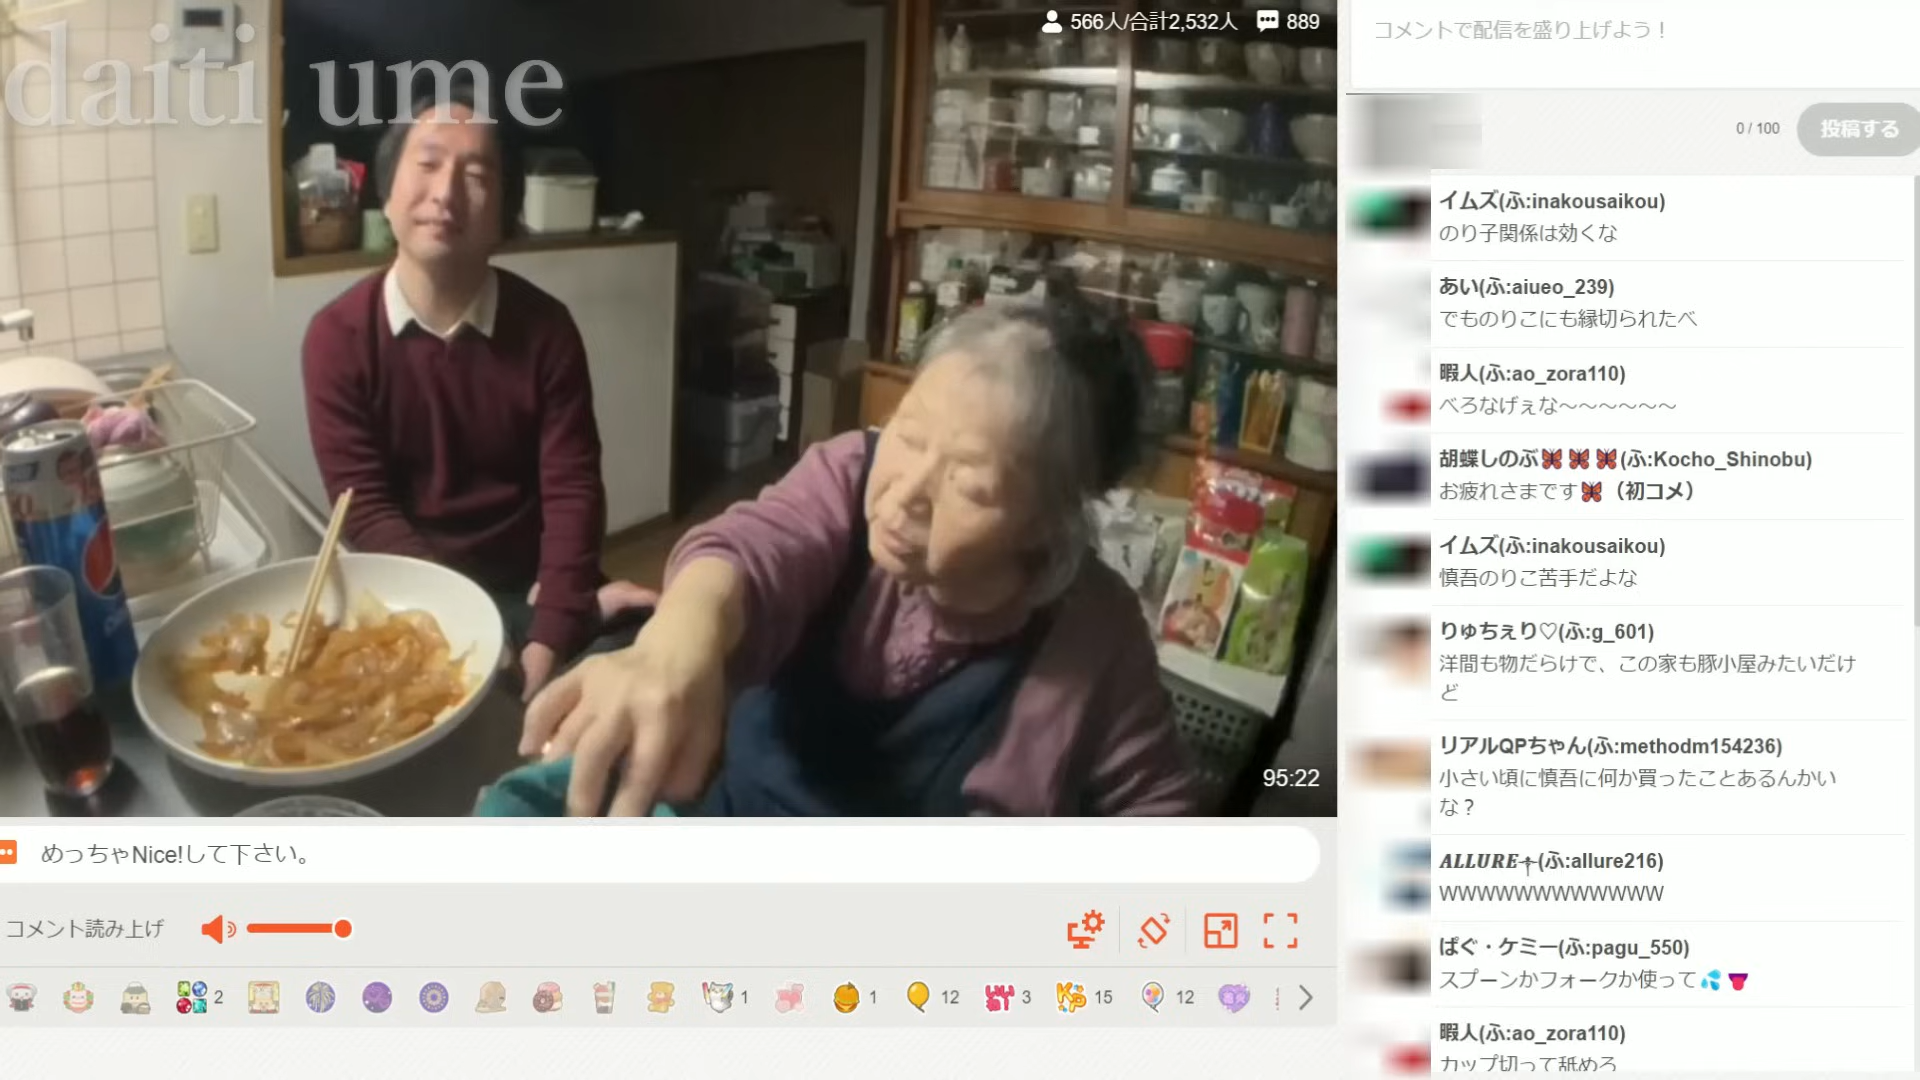 daiti ume
566人/合計2,532人 889
95:22
めっちゃNice!して下さい。
コメント読み上げ
2
1
1
12
3
15
12
コメントで配信を盛り上げよう！
0 / 100
投稿する
イムズ(ふ:inakousaikou)
のり子関係は効くな
あい(ふ:aiueo_239)
でものりこにも縁切られたべ
暇人(ふ:ao_zora110)
べろなげぇな〜〜〜〜〜〜
胡蝶しのぶ🦋🦋🦋(ふ:Kocho_Shinobu)
お疲れさまです🦋（初コメ）
イムズ(ふ:inakousaikou)
慎吾のりこ苦手だよな
りゅちぇり♡(ふ:g_601)
洋間も物だらけで、この家も豚小屋みたいだけ
ど
リアルQPちゃん(ふ:methodm154236)
小さい頃に慎吾に何か買ったことあるんかい
な？
ALLURE(ふ:allure216)
WWWWWWWWWWWW
ぱぐ・ケミー(ふ:pagu_550)
スプーンかフォークか使って💦👅
暇人(ふ:ao_zora110)
カップ切って舐めろ